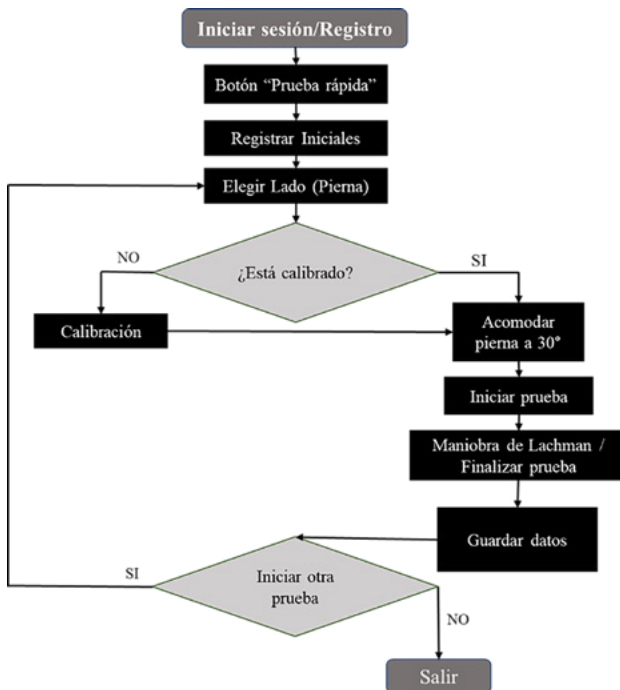 Iniciar sesión/Registro
Botón “Prueba rápida”
Registrar Iniciales
Elegir Lado (Pierna)
NO
¿Está calibrado?
SI
Calibración
Acomodar
pierna a 30°
Iniciar prueba
Maniobra de Lachman /
Finalizar prueba
Guardar datos
SI
Iniciar otra
prueba
NO
Salir